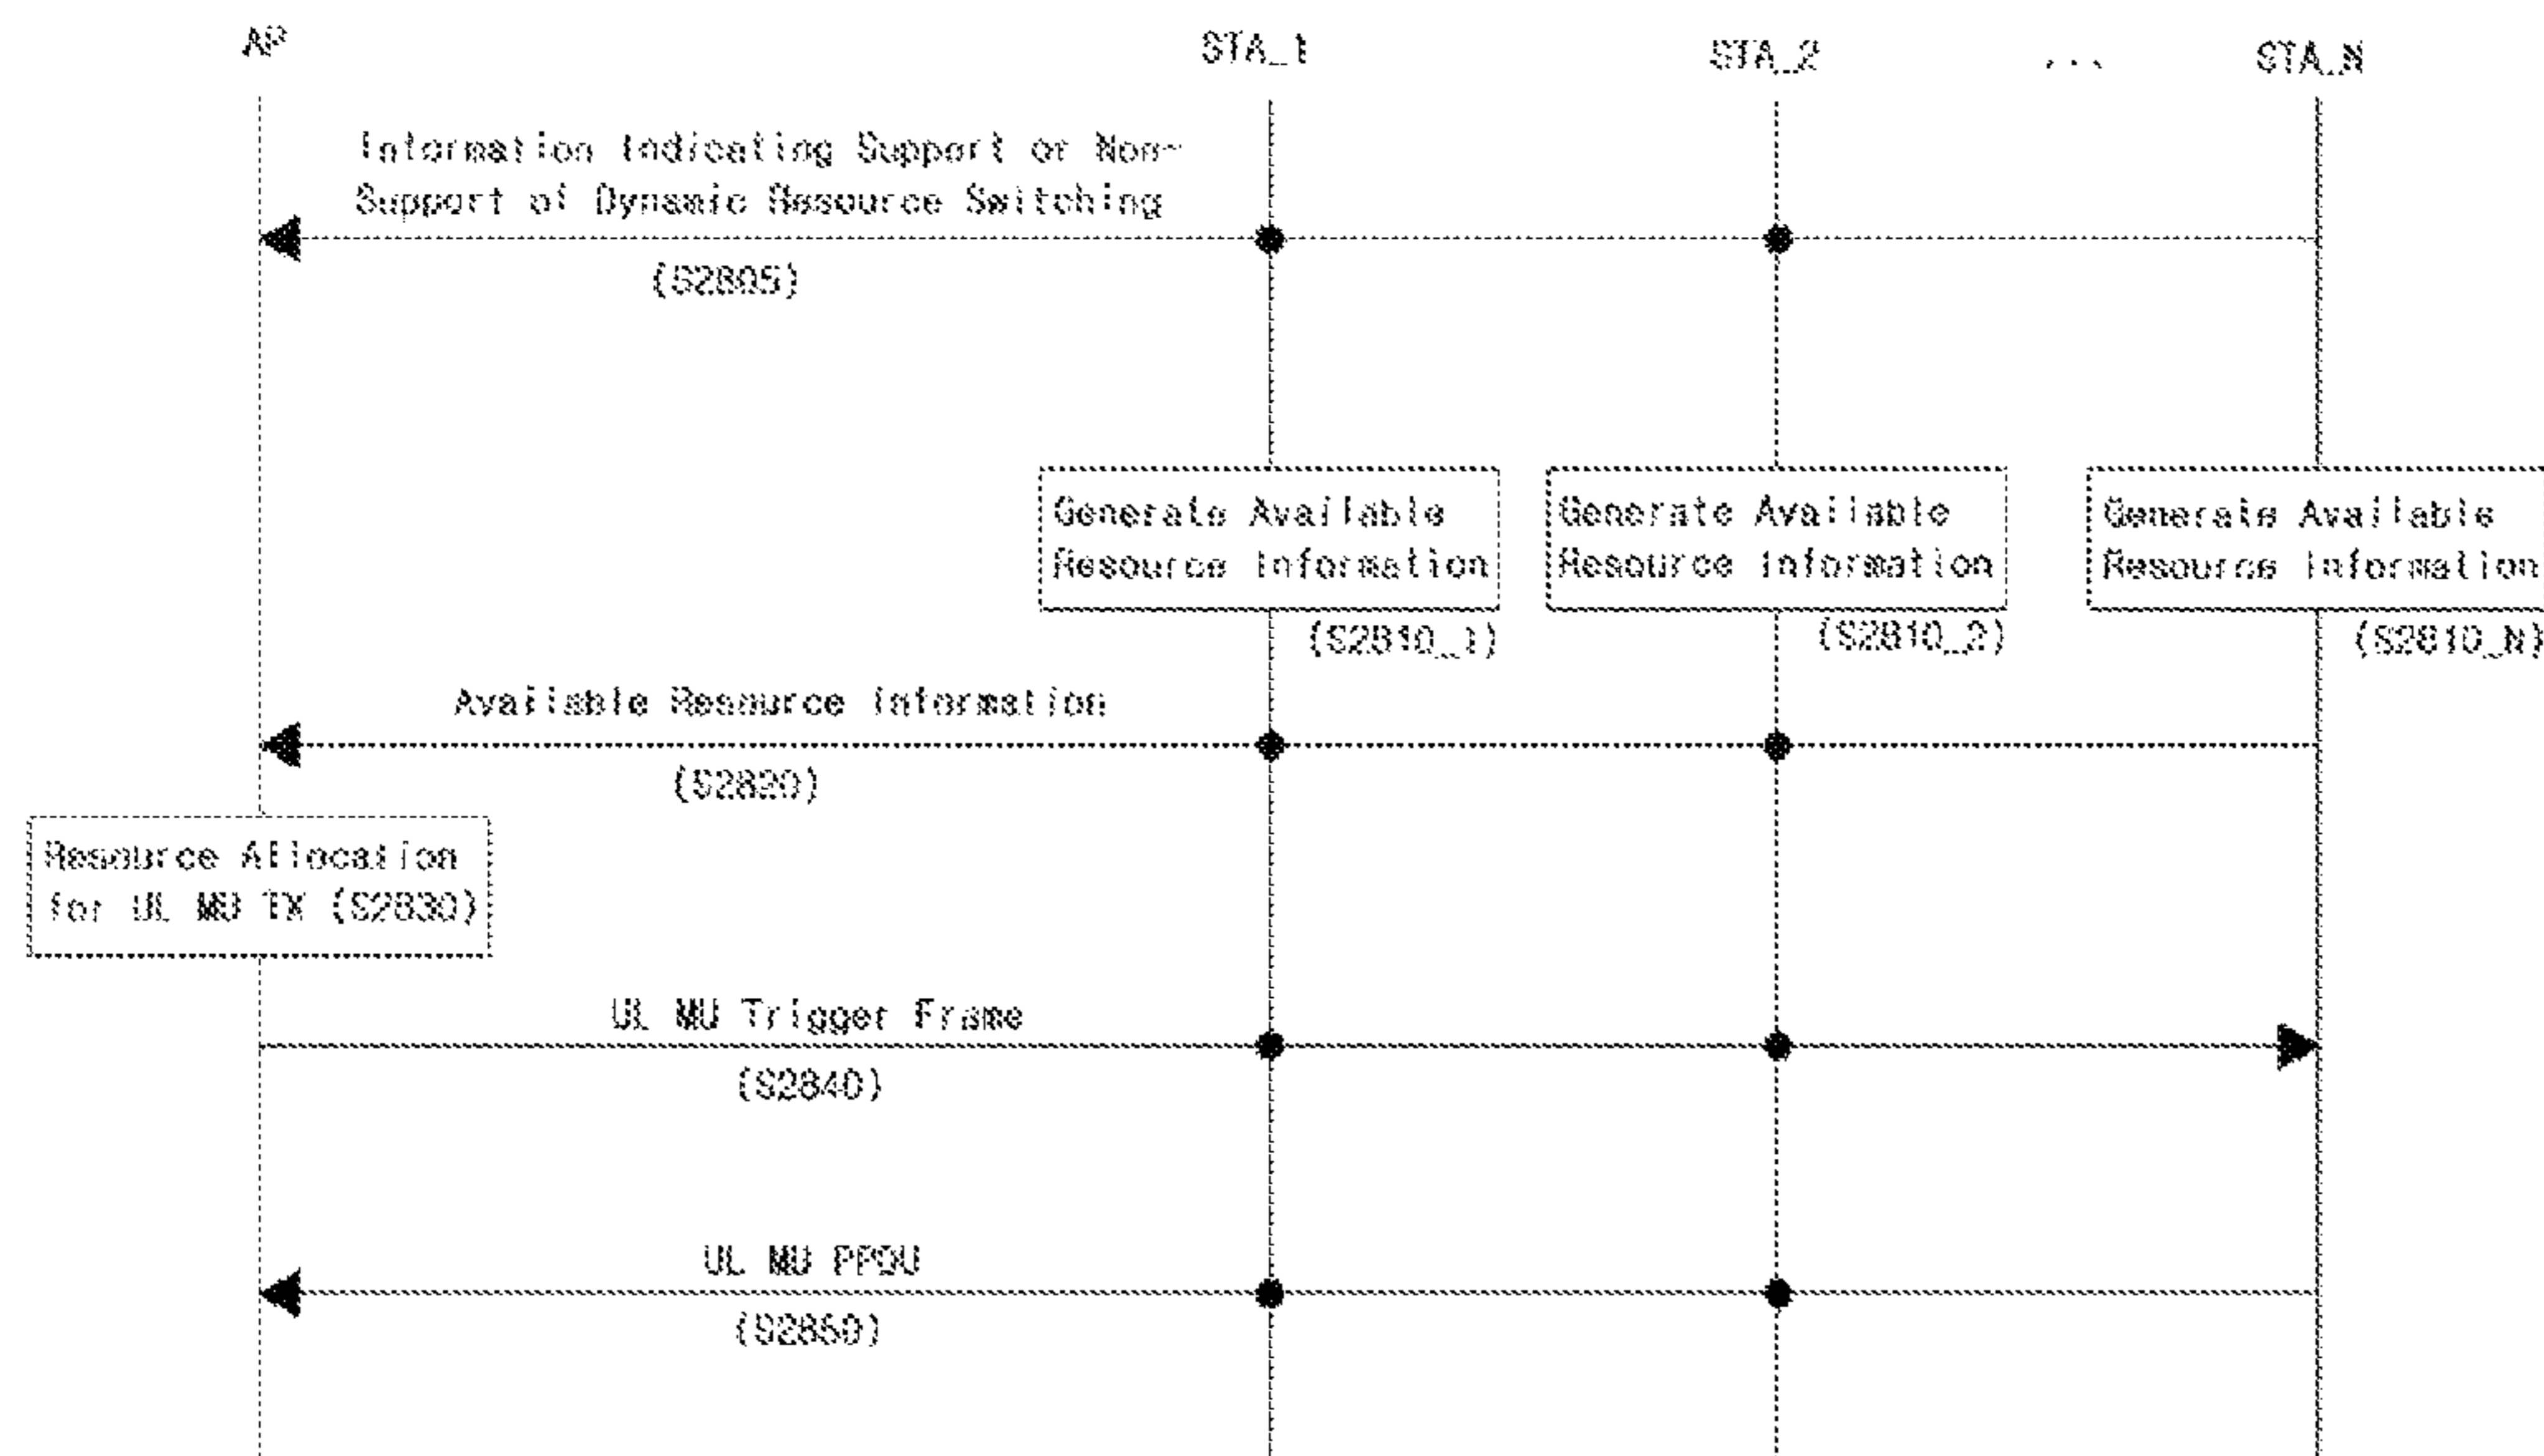 AP
STA_1
STA_2
...
STA_N
Information Indicating Support or Non-
Support of Dynamic Resource Switching
(S2805)
Generate Available
Resource Information
(S2810_1)
Generate Available
Resource Information
(S2810_2)
Generate Available
Resource Information
(S2810_N)
Available Resource Information
(S2820)
Resource Allocation
for UL MU TX (S2830)
UL MU Trigger Frame
(S2840)
UL MU PPDU
(S2850)